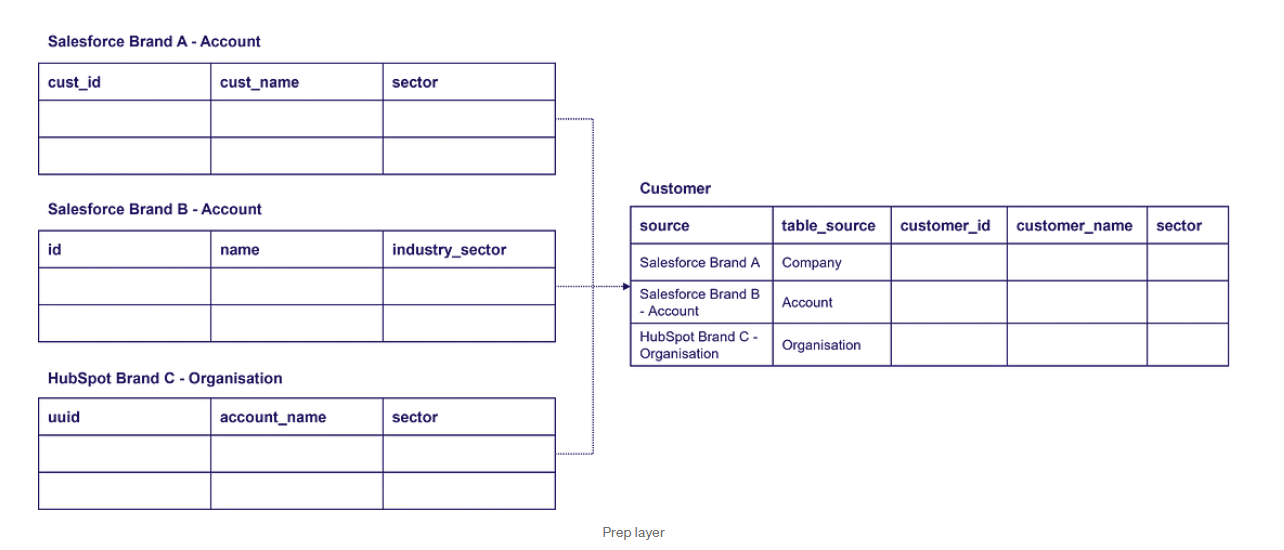 Salesforce Brand A - Account
cust_id cust_name sector
Salesforce Brand B - Account
id name industry_sector
HubSpot Brand C - Organisation
uuid account_name sector
Customer
source table_source customer_id customer_name sector
Salesforce Brand A Company
Salesforce Brand B
- Account
Account
HubSpot Brand C -
Organisation
Organisation
Prep layer